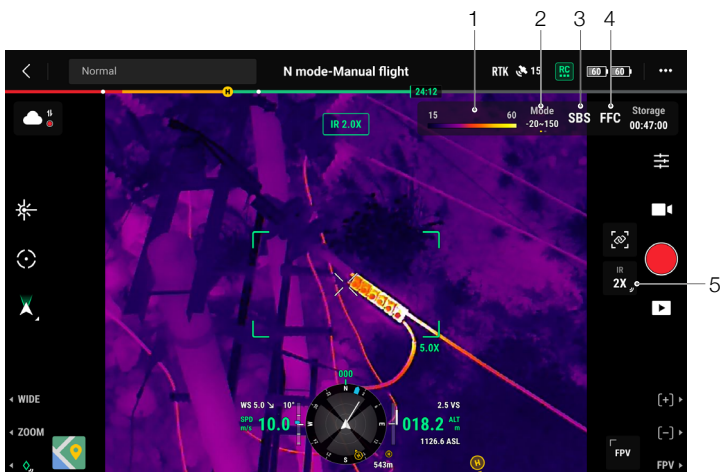 1 2 3 4
Normal
N mode-Manual flight
RTK 15 RC 60 60
24:12
15 60
Mode
-20~150
SBS
FFC
Storage
00:47:00
IR 2.0X
IR
2X
5
5.0X
000
N
WS 5.0 10°
2.5 VS
SPD
m/s
10.0
W
E
018.2
ALT
m
1126.6 ASL
S
H
543m
H
WIDE
ZOOM
[+]
[−]
FPV
FPV